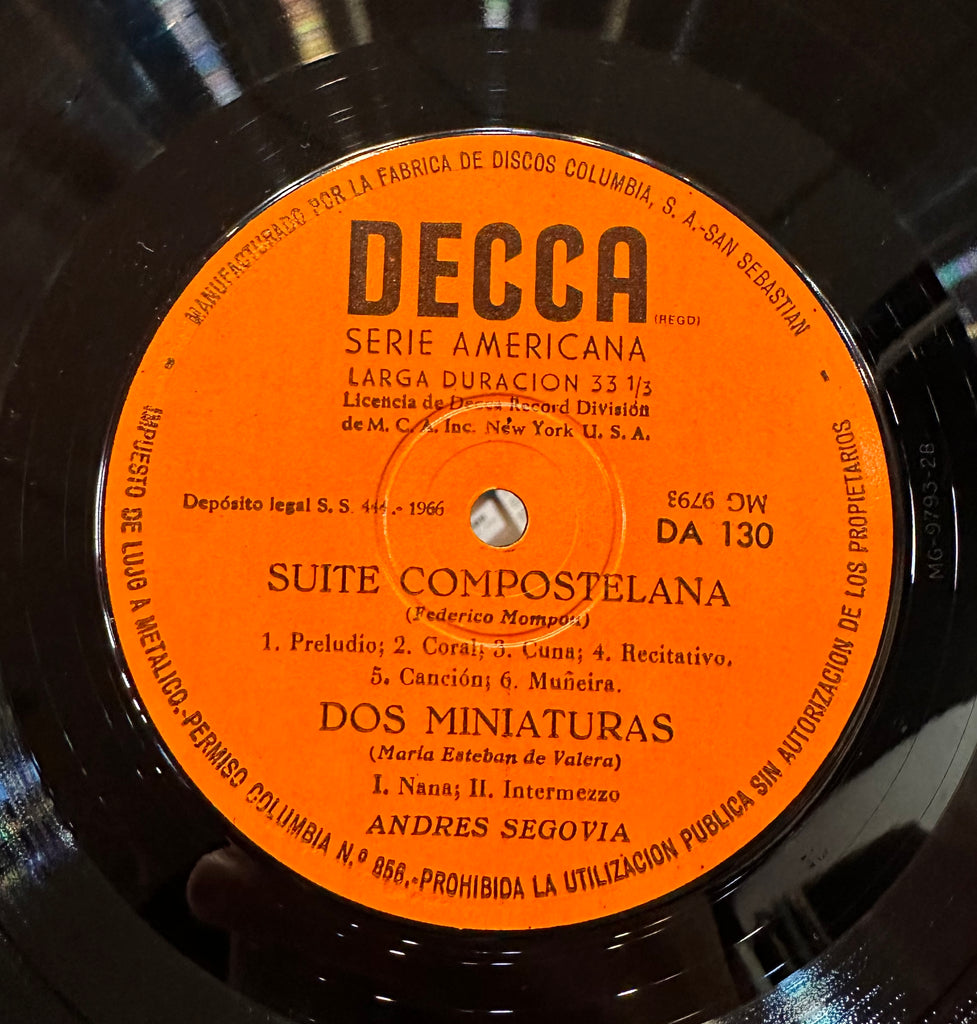 MANUFACTURADO POR LA FABRICA DE DISCOS COLUMBIA, S. A.-SAN SEBASTIAN
DECCA
(REGD)
SERIE AMERICANA
LARGA DURACION 33 1/3
Licencia de Decca Record División
de M. C. A. Inc. New York U. S. A.
Depósito legal S. S. 444.- 1966
MG 9793
DA 130
SUITE COMPOSTELANA
(Federico Mompou)
1. Preludio; 2. Coral; 3. Cuna; 4. Recitativo.
5. Canción; 6. Muñeira.
DOS MINIATURAS
(María Esteban de Valera)
I. Nana; II. Intermezzo
ANDRES SEGOVIA
IMPUESTO DE LUJO A METALICO.-PERMISO COLUMBIA N.º 956.-PROHIBIDA LA UTILIZACION PUBLICA SIN AUTORIZACION DE LOS PROPIETARIOS
MG-9793-2B